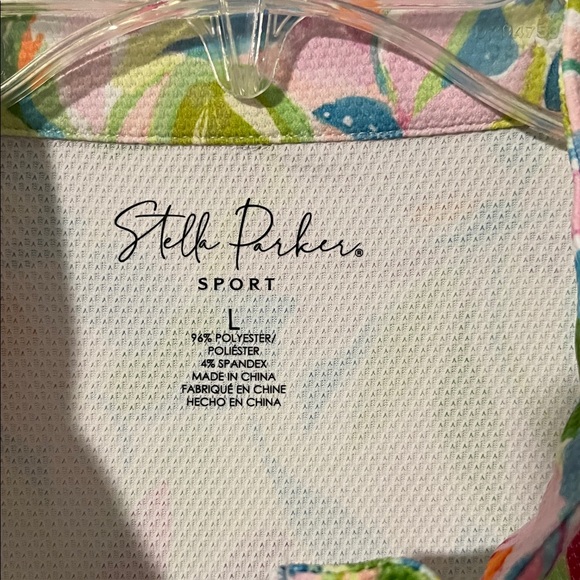 Stella Parker®
SPORT
L
96% POLYESTER/
POLIÉSTER
4% SPANDEX
MADE IN CHINA
FABRIQUÉ EN CHINE
HECHO EN CHINA